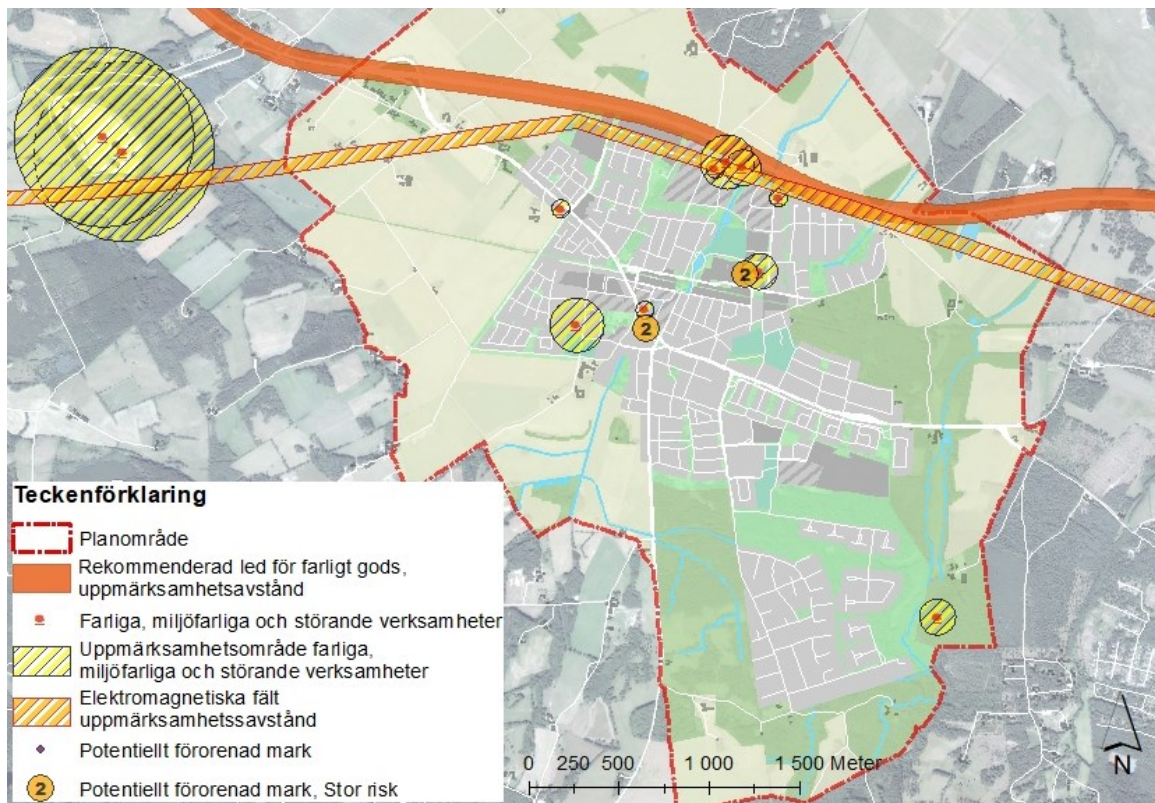 2
2
Teckenförklaring
Planområde
Rekommenderad led för farligt gods,
uppmärksamhetsavstånd
Farliga, miljöfarliga och störande verksamheter
Uppmärksamhetsområde farliga,
miljöfarliga och störande verksamheter
Elektromagnetiska fält
uppmärksamhetssavstånd
Potentiellt förorenad mark
2 Potentiellt förorenad mark, Stor risk
0 250 500 1 000 1 500 Meter
N